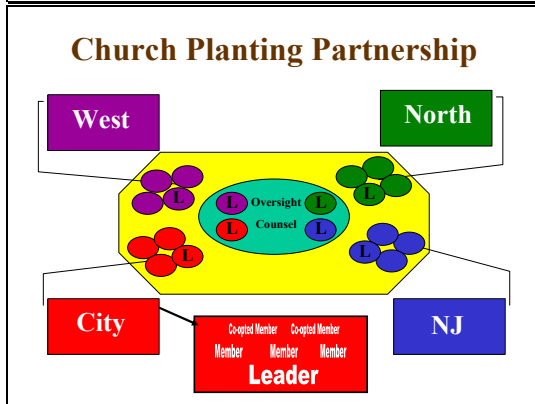 Church Planting Partnership
West
North
L
L
L Oversight L
L Counsel L
L
L
City
NJ
Co-opted Member Co-opted Member
Member Member Member
Leader